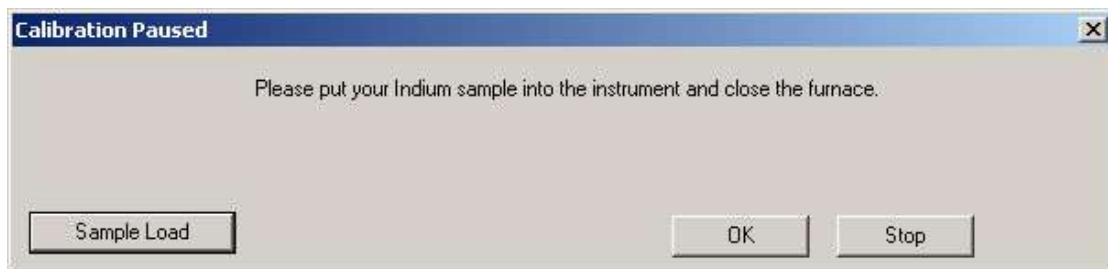 Calibration Paused
Please put your Indium sample into the instrument and close the furnace.
Sample Load
OK
Stop